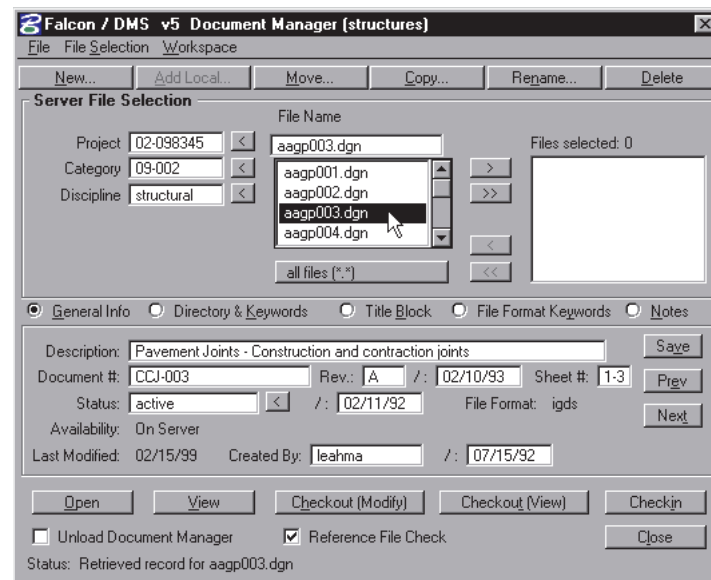 Falcon / DMS v5 Document Manager (structures)
File File Selection Workspace
New... Add Local... Move... Copy... Rename... Delete
Server File Selection
File Name
Project 02-098345 < aagp003.dgn Files selected: 0
Category 09-002 < aagp001.dgn >
Discipline structural < aagp002.dgn >>
aagp003.dgn
aagp004.dgn <
all files (*.*) <<
General Info Directory & Keywords Title Block File Format Keywords Notes
Description: Pavement Joints - Construction and contraction joints Save
Document #: CCJ-003 Rev.: A / : 02/10/93 Sheet #: 1-3 Prev
Status: active < / : 02/11/92 File Format: igds Next
Availability: On Server
Last Modified: 02/15/99 Created By: leahma / : 07/15/92
Open View Checkout (Modify) Checkout (View) Checkin
Unload Document Manager Reference File Check Close
Status: Retrieved record for aagp003.dgn